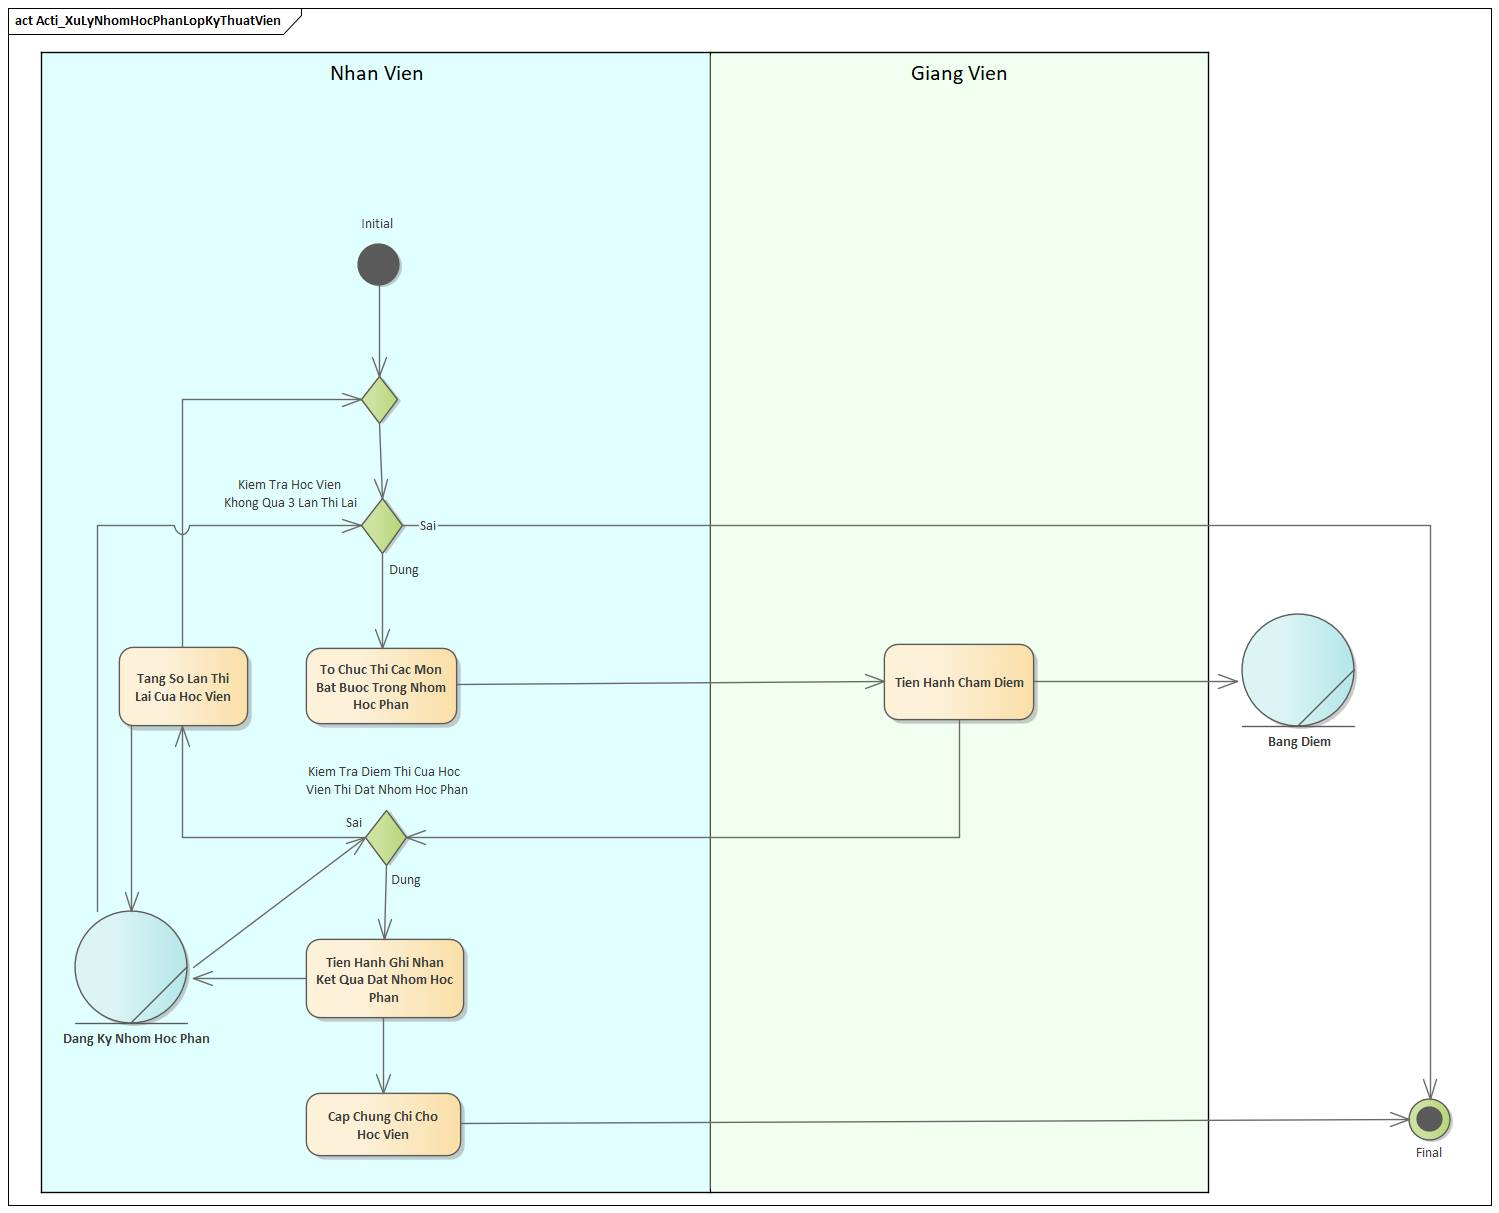 act Acti_XuLyNhomHocPhanLopKyThuatVien
Nhan Vien
Giang Vien
Initial
Kiem Tra Hoc Vien
Khong Qua 3 Lan Thi Lai
Sai
Dung
Tang So Lan Thi
Lai Cua Hoc Vien
To Chuc Thi Cac Mon
Bat Buoc Trong Nhom
Hoc Phan
Tien Hanh Cham Diem
Bang Diem
Kiem Tra Diem Thi Cua Hoc
Vien Thi Dat Nhom Hoc Phan
Sai
Dung
Tien Hanh Ghi Nhan
Ket Qua Dat Nhom Hoc
Phan
Dang Ky Nhom Hoc Phan
Cap Chung Chi Cho
Hoc Vien
Final